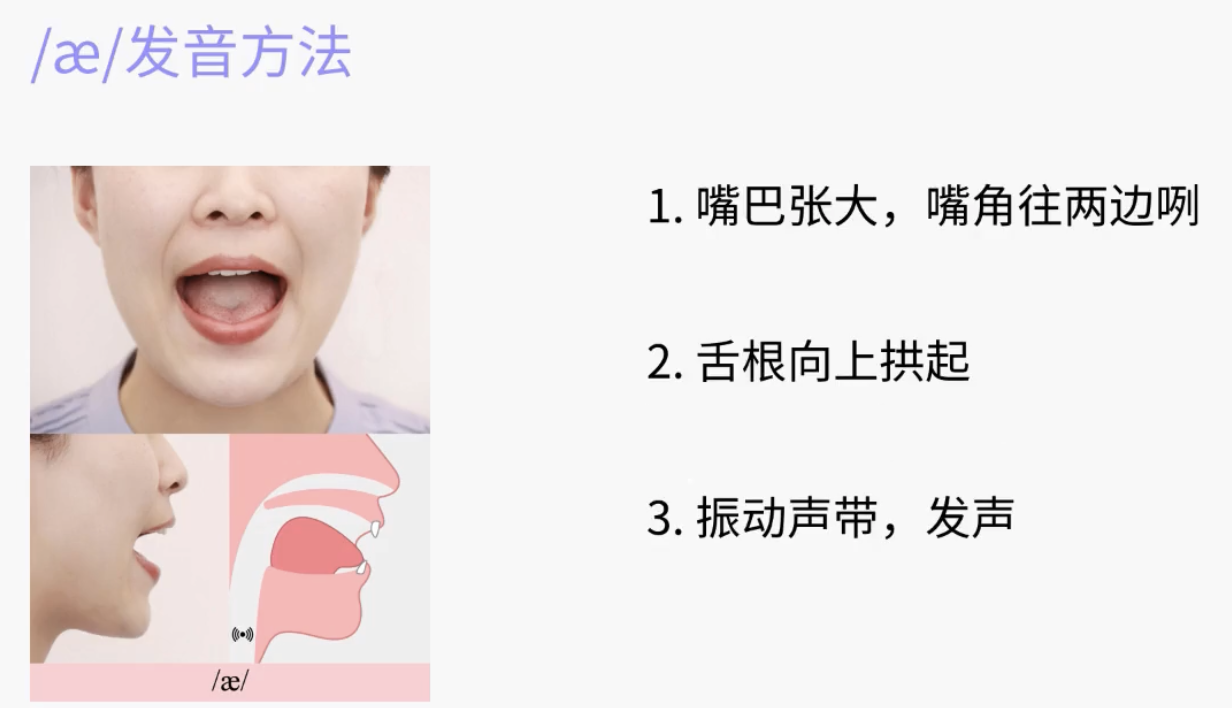 /æ/发音方法
1. 嘴巴张大，嘴角往两边咧
2. 舌根向上拱起
3. 振动声带，发声
/æ/